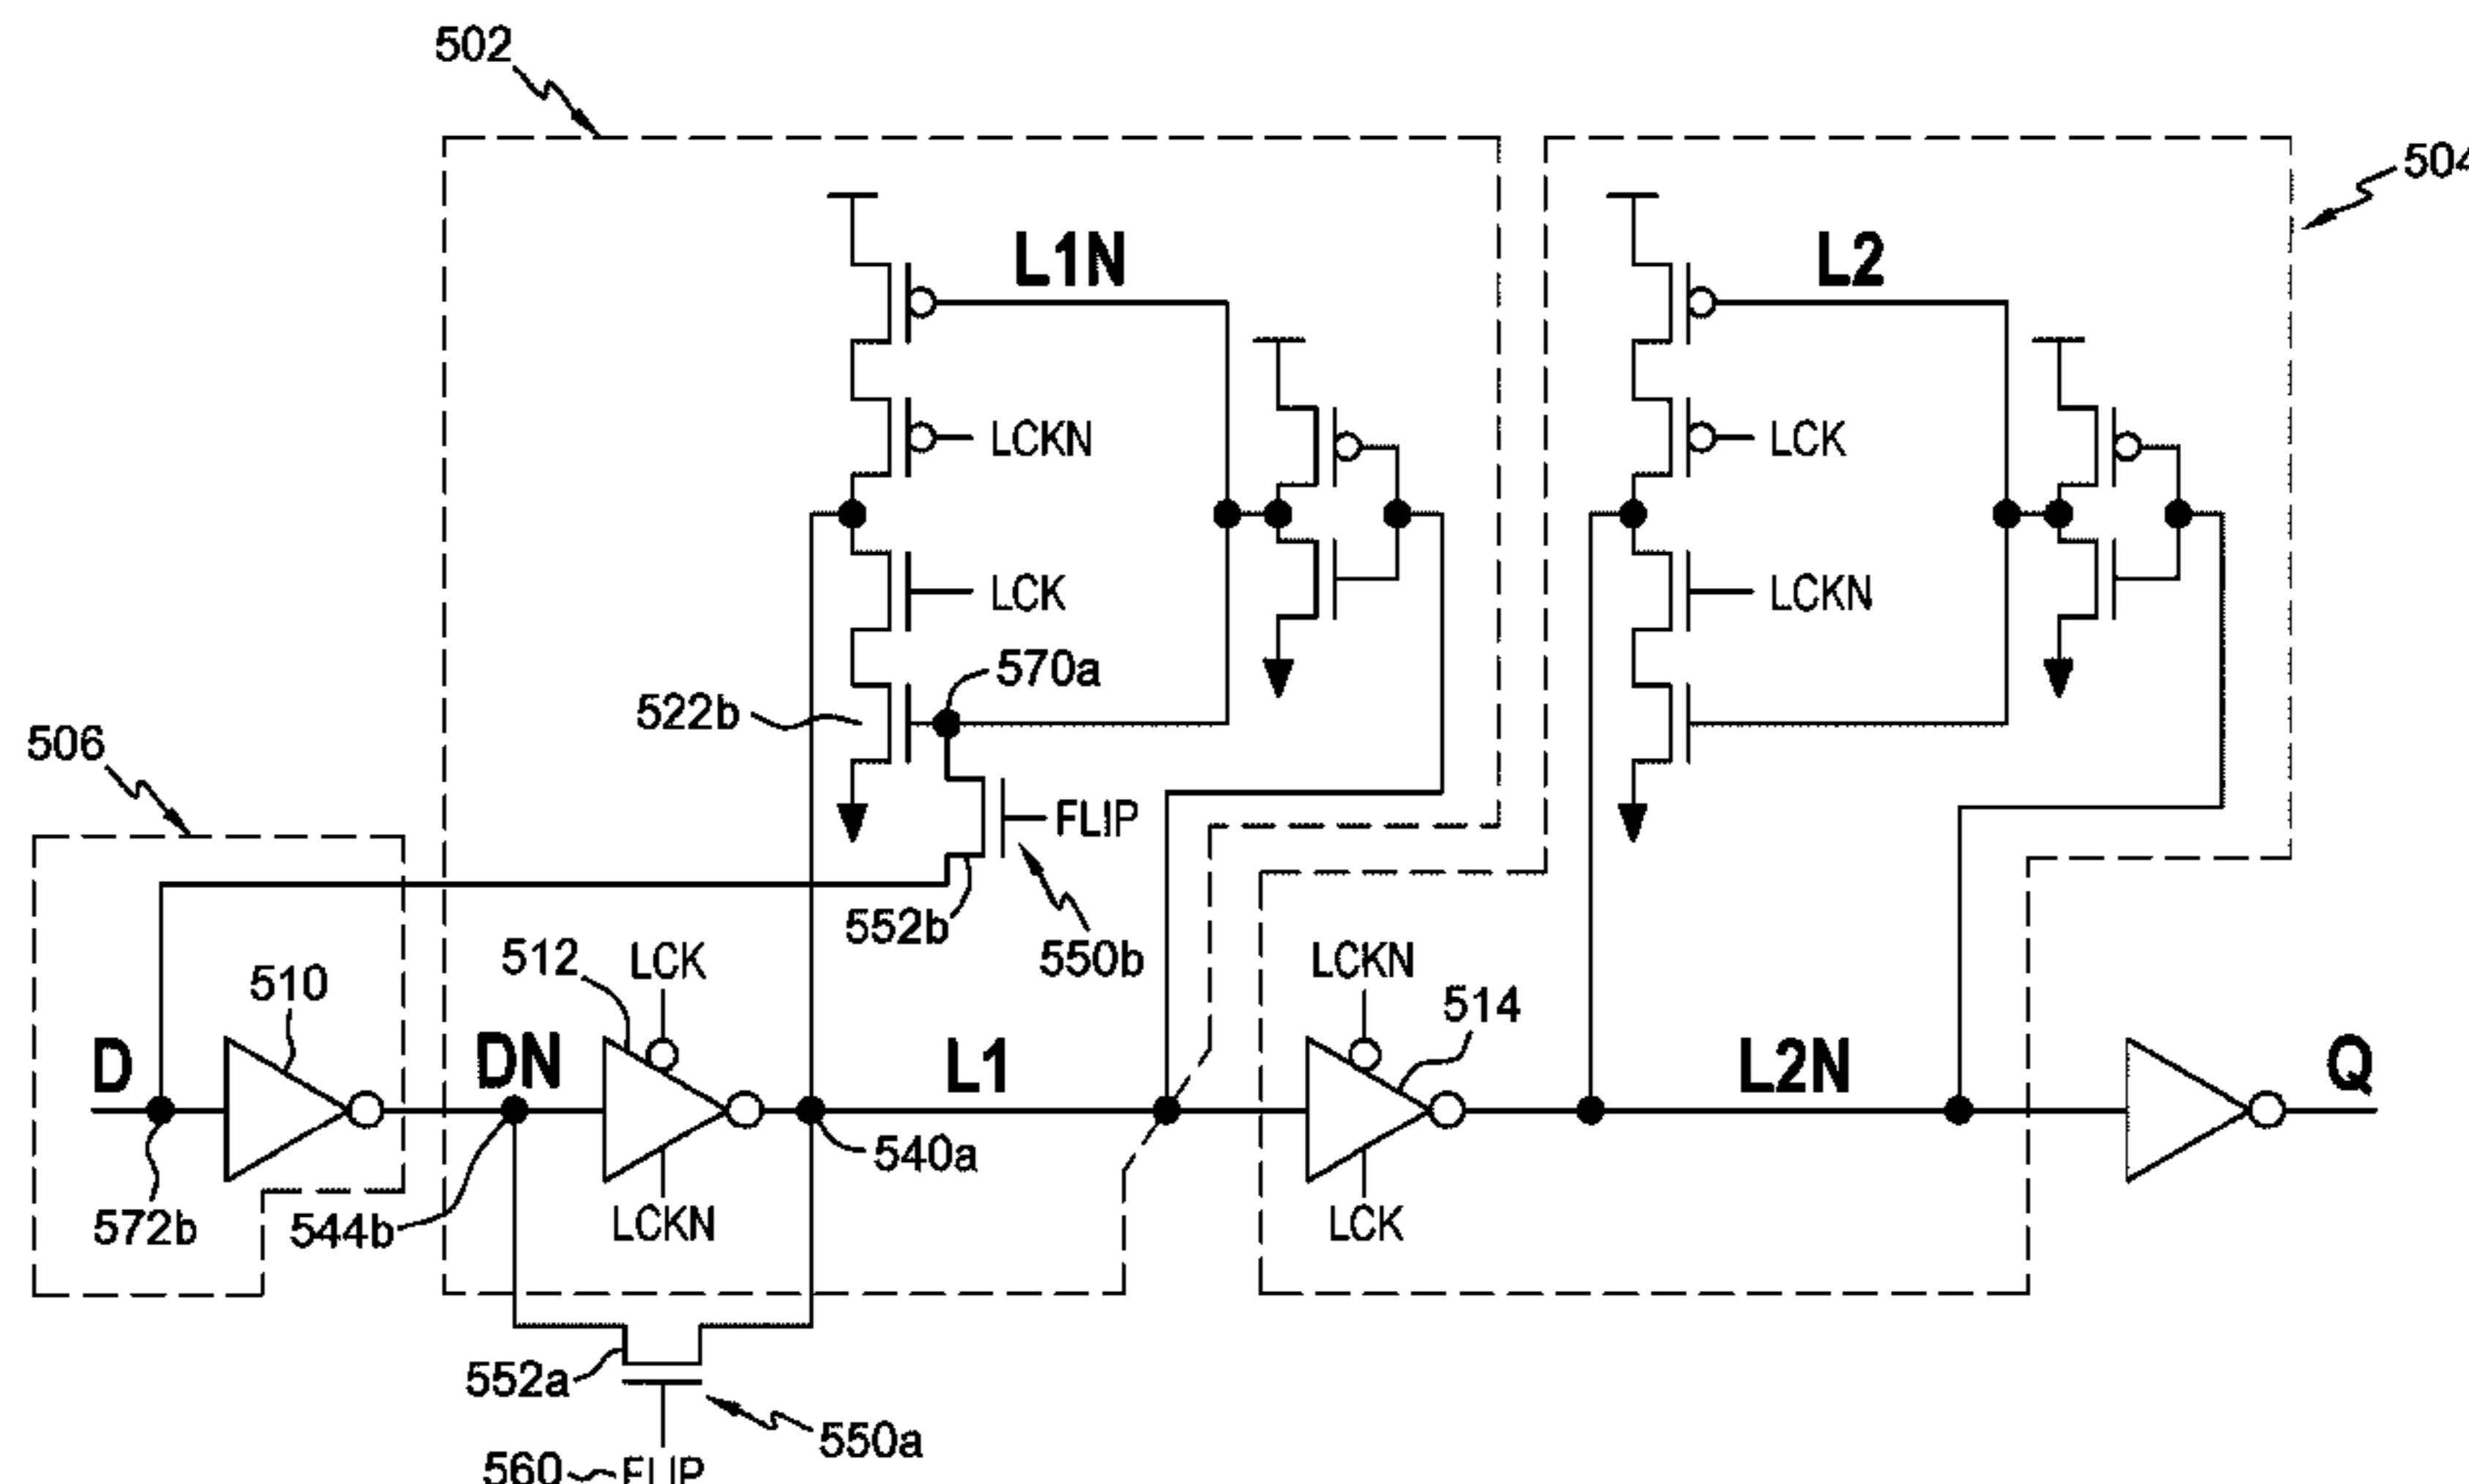 502
504
L1N
L2
LCKN
LCK
LCK
LCKN
570a
522b
506
FLIP
552b
550b
512
LCK
LCKN
510
514
D
DN
L1
L2N
Q
540a
572b
544b
LCKN
LCK
552a
550a
560
FLIP